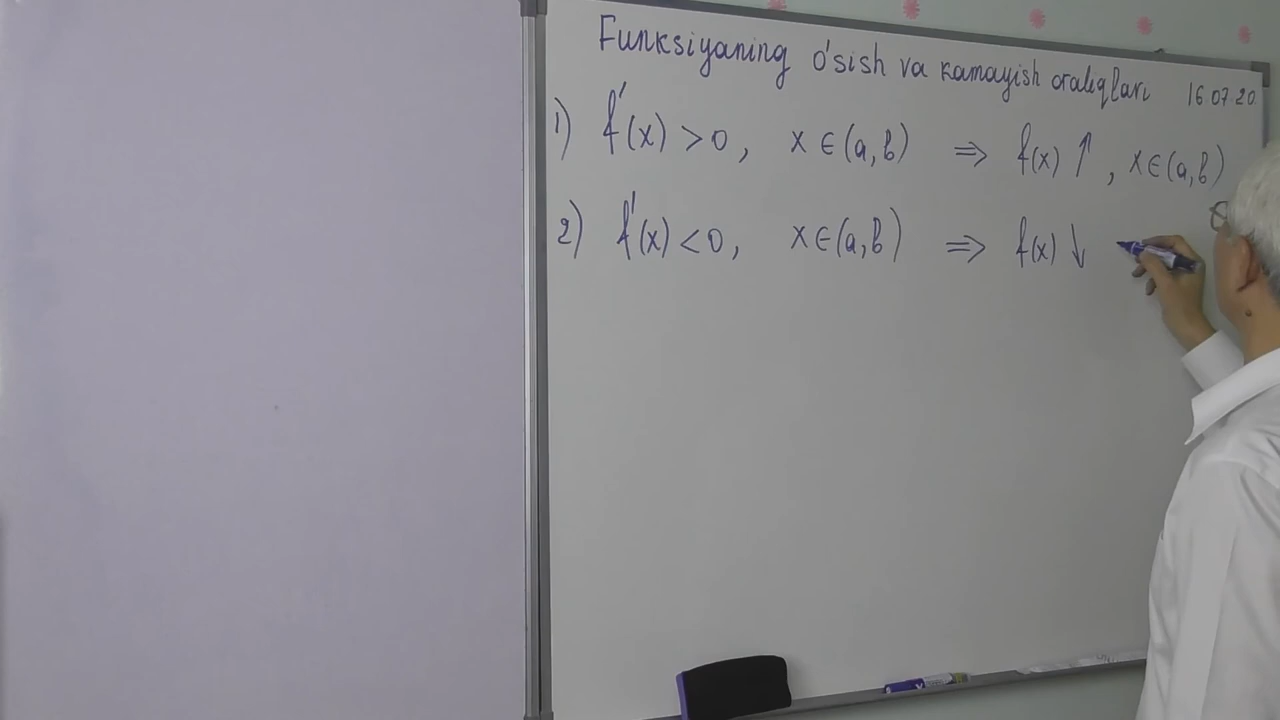 Funksiyaning o'sish va kamayish oraliqlari 16.07.20
1) f'(x) > 0, x ∈ (a, b) ⇒ f(x) ↑, x ∈ (a, b)
2) f'(x) < 0, x ∈ (a, b) ⇒ f(x) ↓